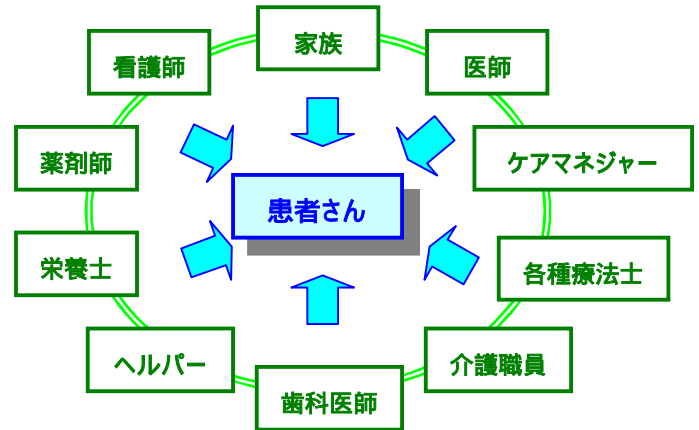 家族
看護師
医師
薬剤師
ケアマネジャー
患者さん
栄養士
各種療法士
ヘルパー
介護職員
歯科医師